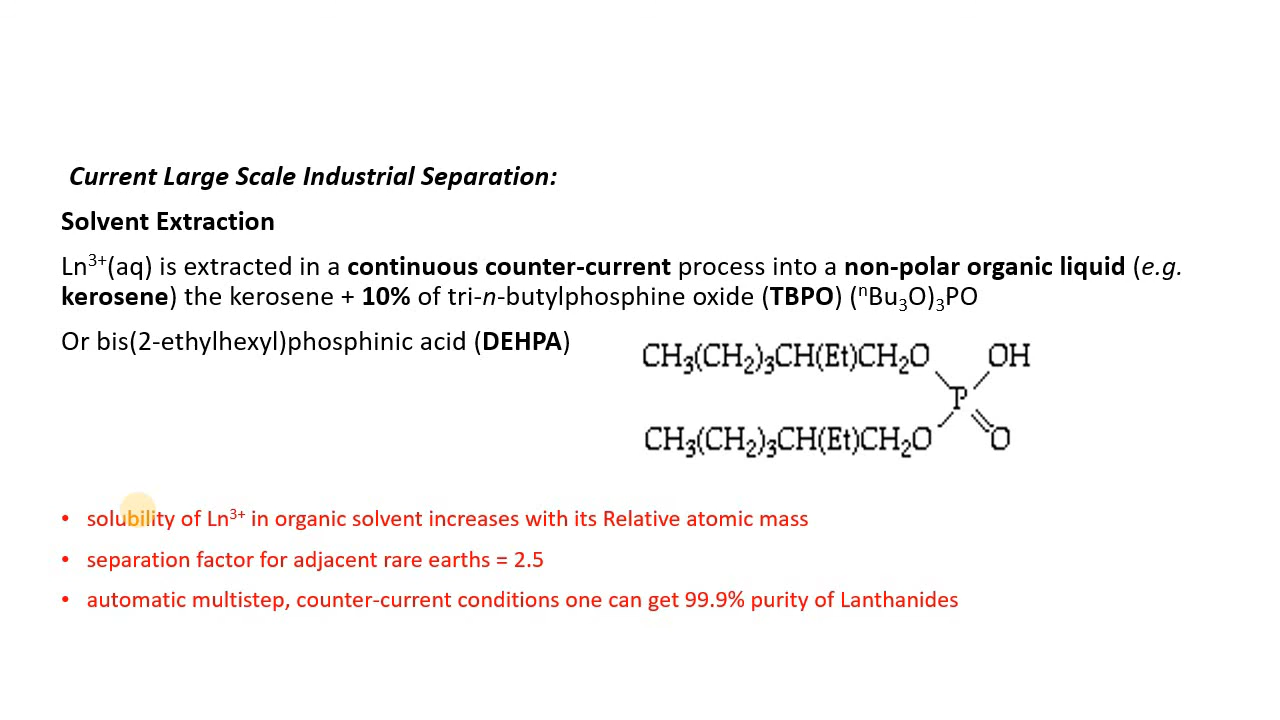 Current Large Scale Industrial Separation:
Solvent Extraction
Ln³⁺(aq) is extracted in a continuous counter-current process into a non-polar organic liquid (e.g.
kerosene) the kerosene + 10% of tri-n-butylphosphine oxide (TBPO) (ⁿBu₃O)₃PO
Or bis(2-ethylhexyl)phosphinic acid (DEHPA)
CH₃(CH₂)₃CH(Et)CH₂O OH
P
CH₃(CH₂)₃CH(Et)CH₂O O
• solubility of Ln³⁺ in organic solvent increases with its Relative atomic mass
• separation factor for adjacent rare earths = 2.5
• automatic multistep, counter-current conditions one can get 99.9% purity of Lanthanides